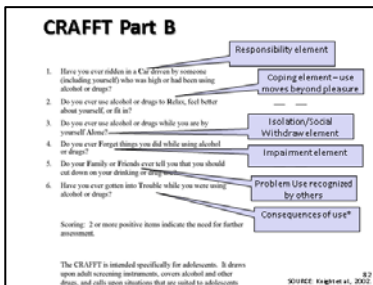 CRAFFT Part B
Responsibility element
1. Have you ever ridden in a Car driven by someone
(including yourself) who was high or had been using
alcohol or drugs?
Coping element – use
moves beyond pleasure
2. Do you ever use alcohol or drugs to Relax, feel better
about yourself, or fit in?
Isolation/Social
Withdraw element
3. Do you ever use alcohol or drugs while you are by
yourself Alone?
4. Do you ever Forget things you did while using alcohol
or drugs?
Impairment element
5. Do your Family or Friends ever tell you that you should
cut down on your drinking or drug
Problem Use recognized
by others
6. Have you ever gotten into Trouble while you were using
alcohol or drugs?
Consequences of use*
Scoring: 2 or more positive items indicate the need for further
assessment.
The CRAFFT is intended specifically for adolescents. It draws
upon adult screening instruments, covers alcohol and other
drugs, and calls upon situations that are suited to adolescents
82
SOURCE: Knight et al, 2002.